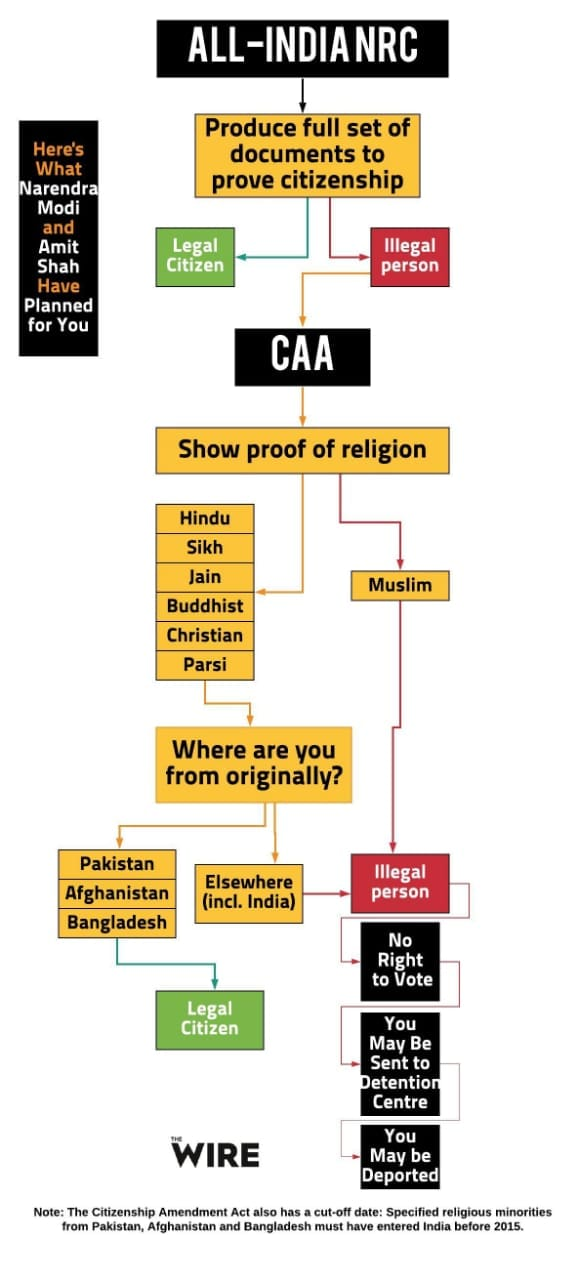 ALL-INDIA NRC
Here's
What
Narendra
Modi
and
Amit
Shah
Have
Planned
for You
Produce full set of
documents to
prove citizenship
Legal
Citizen
Illegal
person
CAA
Show proof of religion
Hindu
Sikh
Jain
Buddhist
Christian
Parsi
Muslim
Where are you
from originally?
Pakistan
Afghanistan
Bangladesh
Elsewhere
(incl. India)
Illegal
person
No
Right
to Vote
Legal
Citizen
You
May Be
Sent to
Detention
Centre
You
May be
Deported
THE
WIRE
Note: The Citizenship Amendment Act also has a cut-off date: Specified religious minorities
from Pakistan, Afghanistan and Bangladesh must have entered India before 2015.